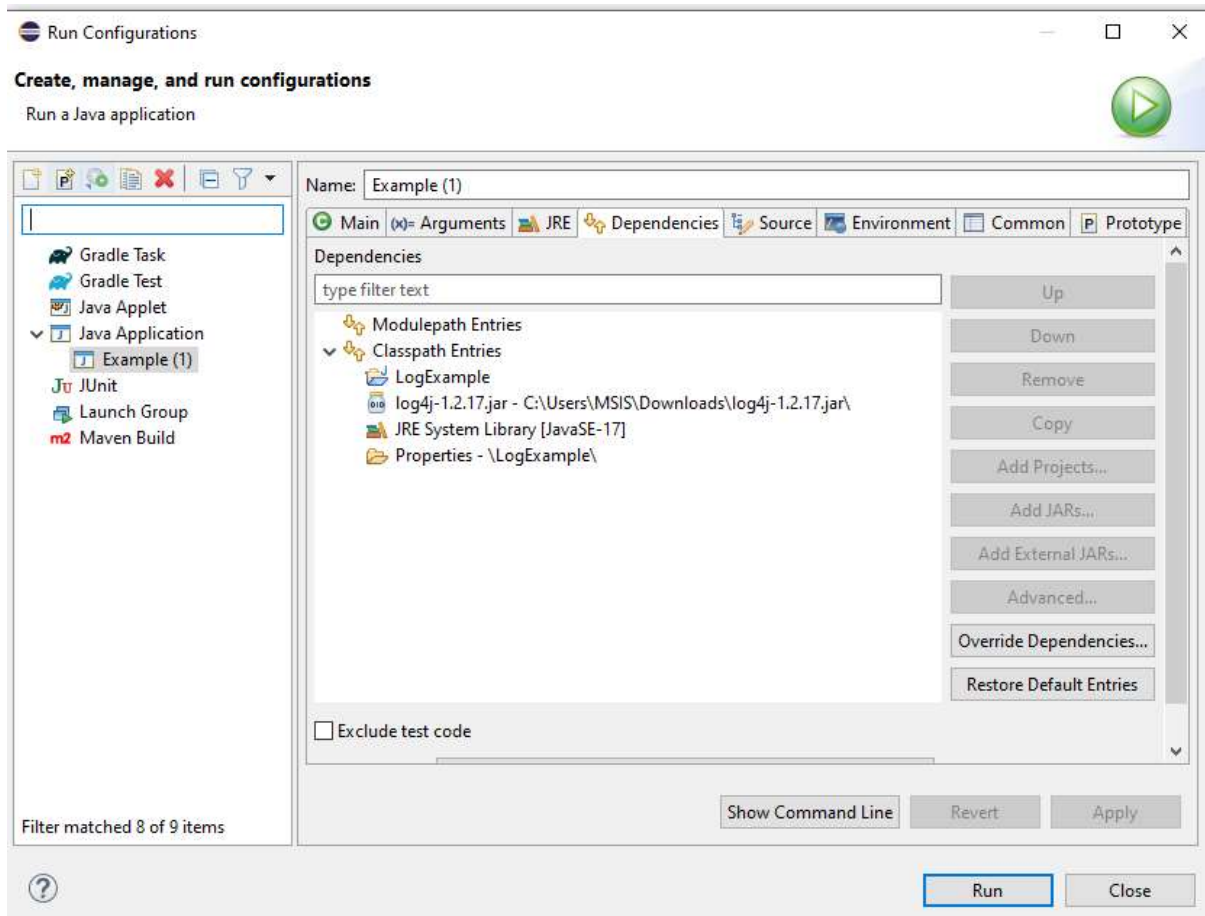 Run Configurations
Create, manage, and run configurations
Run a Java application
Gradle Task
Gradle Test
Java Applet
Java Application
Example (1)
JUnit
Launch Group
Maven Build
Filter matched 8 of 9 items
Name: Example (1)
Main (x)= Arguments JRE Dependencies Source Environment Common Prototype
Dependencies
type filter text
Modulepath Entries
Classpath Entries
LogExample
log4j-1.2.17.jar - C:\Users\MSIS\Downloads\log4j-1.2.17.jar\
JRE System Library [JavaSE-17]
Properties - \LogExample\
Up
Down
Remove
Copy
Add Projects...
Add JARs...
Add External JARs...
Advanced...
Override Dependencies...
Restore Default Entries
Exclude test code
Show Command Line Revert Apply
Run Close